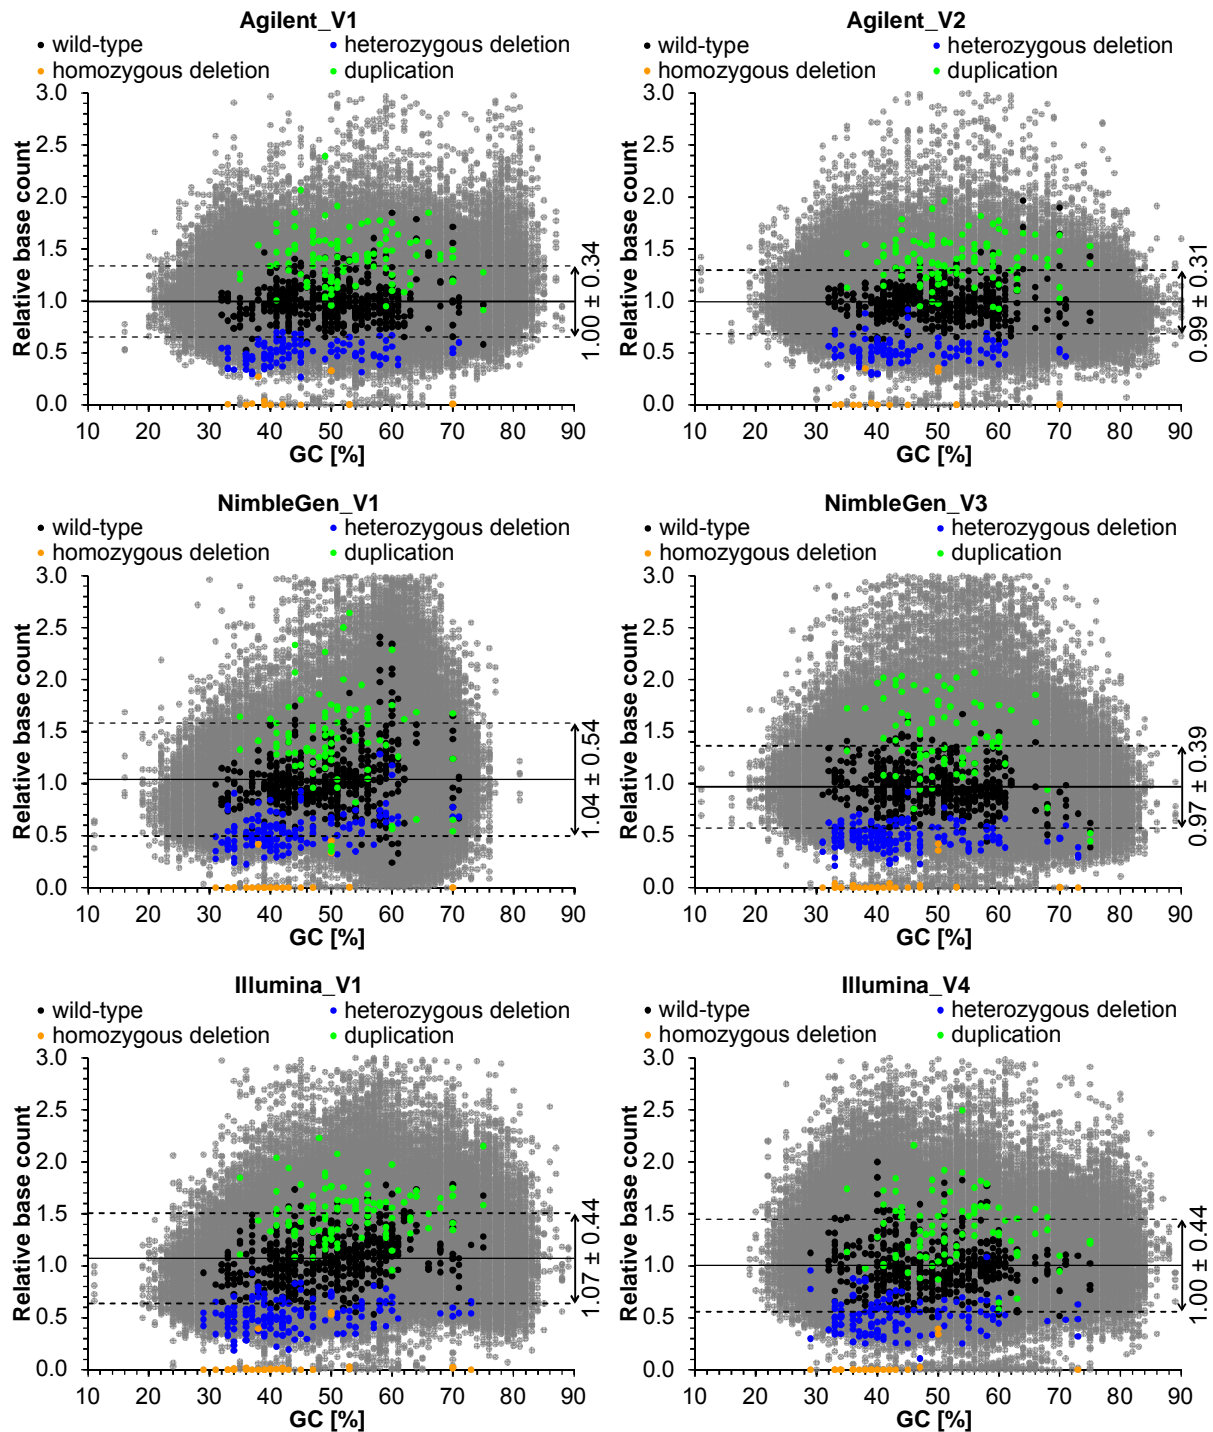 Agilent_V1
wild-type
heterozygous deletion
homozygous deletion
duplication
3.0
2.5
2.0
1.5
1.0
0.5
0.0
Relative base count
1.00 ± 0.34
10 20 30 40 50 60 70 80 90
GC [%]
Agilent_V2
wild-type
heterozygous deletion
homozygous deletion
duplication
3.0
2.5
2.0
1.5
1.0
0.5
0.0
Relative base count
0.99 ± 0.31
10 20 30 40 50 60 70 80 90
GC [%]
NimbleGen_V1
wild-type
heterozygous deletion
homozygous deletion
duplication
3.0
2.5
2.0
1.5
1.0
0.5
0.0
Relative base count
1.04 ± 0.54
10 20 30 40 50 60 70 80 90
GC [%]
NimbleGen_V3
wild-type
heterozygous deletion
homozygous deletion
duplication
3.0
2.5
2.0
1.5
1.0
0.5
0.0
Relative base count
0.97 ± 0.39
10 20 30 40 50 60 70 80 90
GC [%]
Illumina_V1
wild-type
heterozygous deletion
homozygous deletion
duplication
3.0
2.5
2.0
1.5
1.0
0.5
0.0
Relative base count
1.07 ± 0.44
10 20 30 40 50 60 70 80 90
GC [%]
Illumina_V4
wild-type
heterozygous deletion
homozygous deletion
duplication
3.0
2.5
2.0
1.5
1.0
0.5
0.0
Relative base count
1.00 ± 0.44
10 20 30 40 50 60 70 80 90
GC [%]